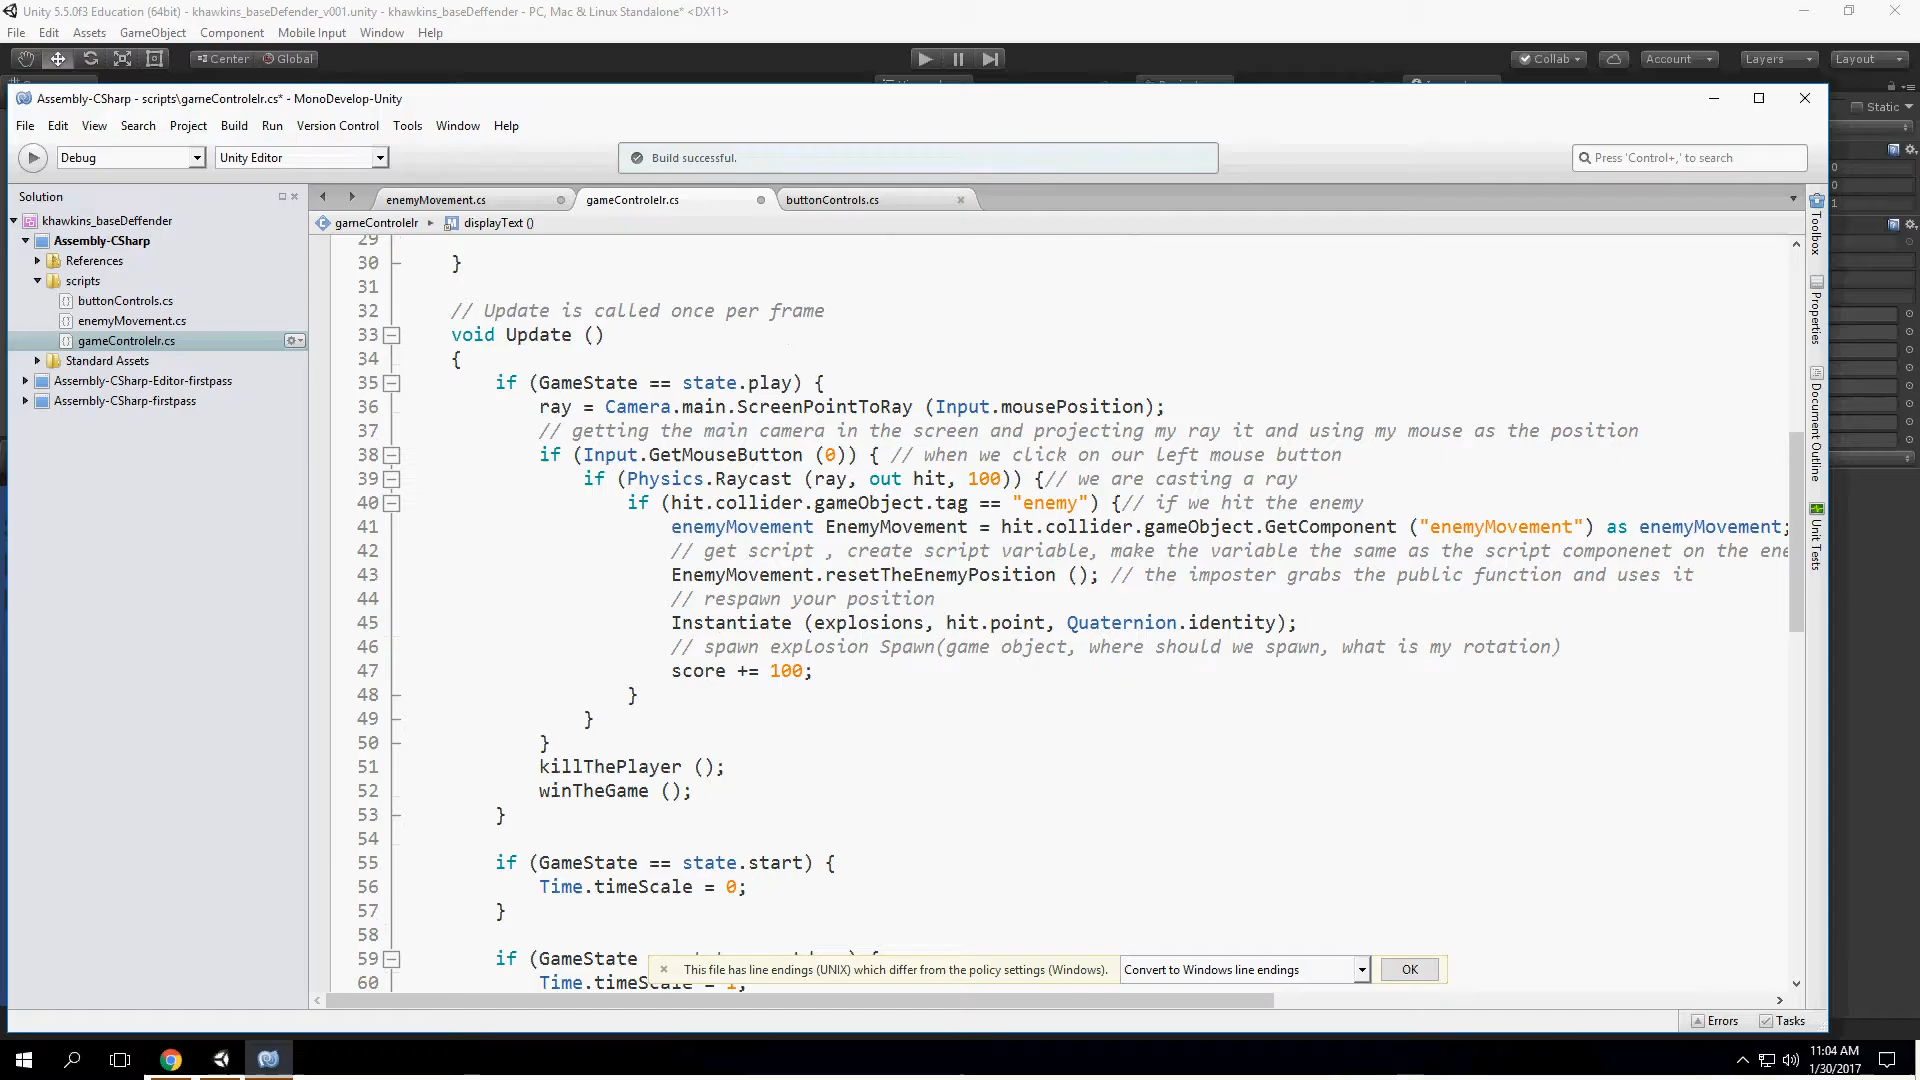 Unity 5.5.0f3 Education (64bit) - khawkins_baseDefender_v001.unity - khawkins_baseDeffender - PC, Mac & Linux Standalone* <DX11>
File Edit Assets GameObject Component Mobile Input Window Help
Center Global Collab Account Layers Layout
Static
Assembly-CSharp - scripts\gameControlelr.cs* - MonoDevelop-Unity
File Edit View Search Project Build Run Version Control Tools Window Help
Debug Unity Editor Build successful. Press 'Control+,' to search
Solution
khawkins_baseDeffender
Assembly-CSharp
References
scripts
buttonControls.cs
enemyMovement.cs
gameControlelr.cs
Standard Assets
Assembly-CSharp-Editor-firstpass
Assembly-CSharp-firstpass
enemyMovement.cs gameControlelr.cs buttonControls.cs
gameControlelr displayText ()
29
30 }
31
32 // Update is called once per frame
33 void Update ()
34 {
35 if (GameState == state.play) {
36 ray = Camera.main.ScreenPointToRay (Input.mousePosition);
37 // getting the main camera in the screen and projecting my ray it and using my mouse as the position
38 if (Input.GetMouseButton (0)) { // when we click on our left mouse button
39 if (Physics.Raycast (ray, out hit, 100)) {// we are casting a ray
40 if (hit.collider.gameObject.tag == "enemy") {// if we hit the enemy
41 enemyMovement EnemyMovement = hit.collider.gameObject.GetComponent ("enemyMovement") as enemyMovement;
42 // get script , create script variable, make the variable the same as the script componenet on the ene
43 EnemyMovement.resetTheEnemyPosition (); // the imposter grabs the public function and uses it
44 // respawn your position
45 Instantiate (explosions, hit.point, Quaternion.identity);
46 // spawn explosion Spawn(game object, where should we spawn, what is my rotation)
47 score += 100;
48 }
49 }
50 }
51 killThePlayer ();
52 winTheGame ();
53 }
54
55 if (GameState == state.start) {
56 Time.timeScale = 0;
57 }
58
59 if (GameState
60 Time.timeSc
This file has line endings (UNIX) which differ from the policy settings (Windows). Convert to Windows line endings OK
Toolbox
Properties
Document Outline
Unit Tests
Errors Tasks
11:04 AM
1/30/2017